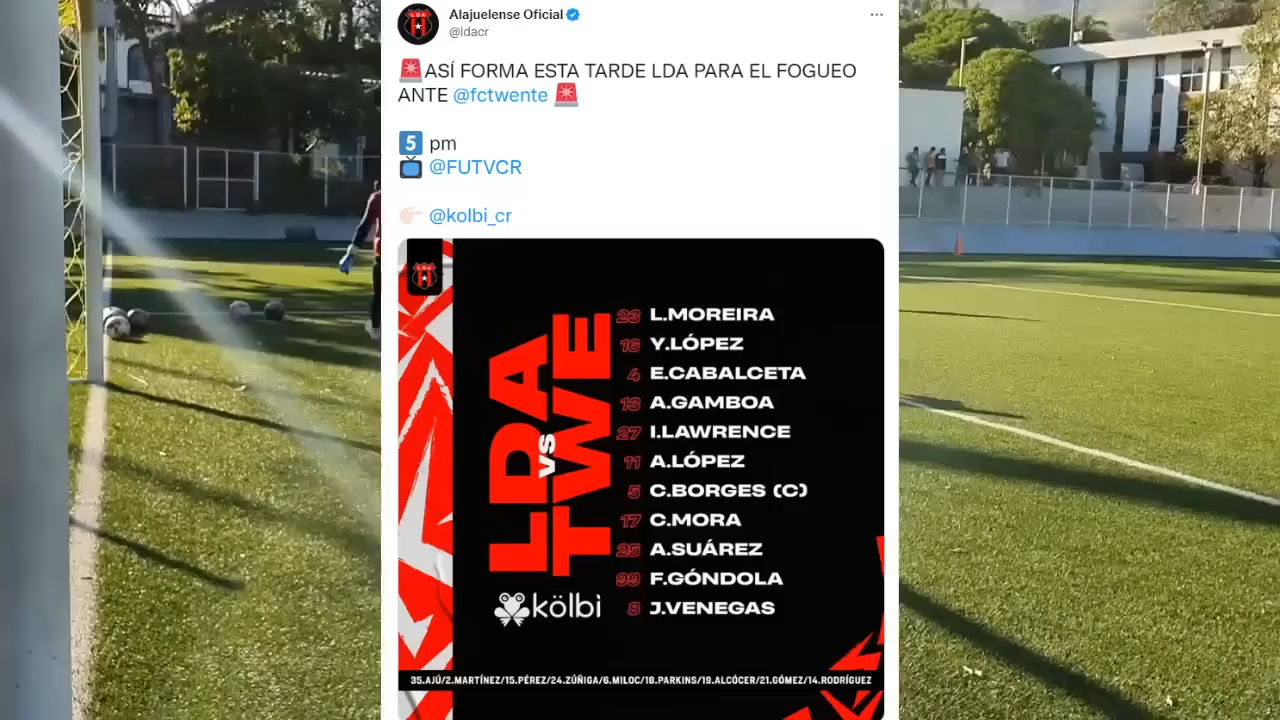 Alajuelense Oficial
@ldacr
ASÍ FORMA ESTA TARDE LDA PARA EL FOGUEO
ANTE @fctwente
5 pm
@FUTVCR
@kolbi_cr
LDA
LDA
VS
TWE
23 L.MOREIRA
16 Y.LÓPEZ
4 E.CABALCETA
13 A.GAMBOA
27 I.LAWRENCE
11 A.LÓPEZ
5 C.BORGES (C)
17 C.MORA
25 A.SUÁREZ
99 F.GÓNDOLA
8 J.VENEGAS
kölbi
35.AJÚ/2.MARTÍNEZ/15.PÉREZ/24.ZÚÑIGA/6.MILOC/18.PARKINS/19.ALCÓCER/21.GÓMEZ/14.RODRÍGUEZ